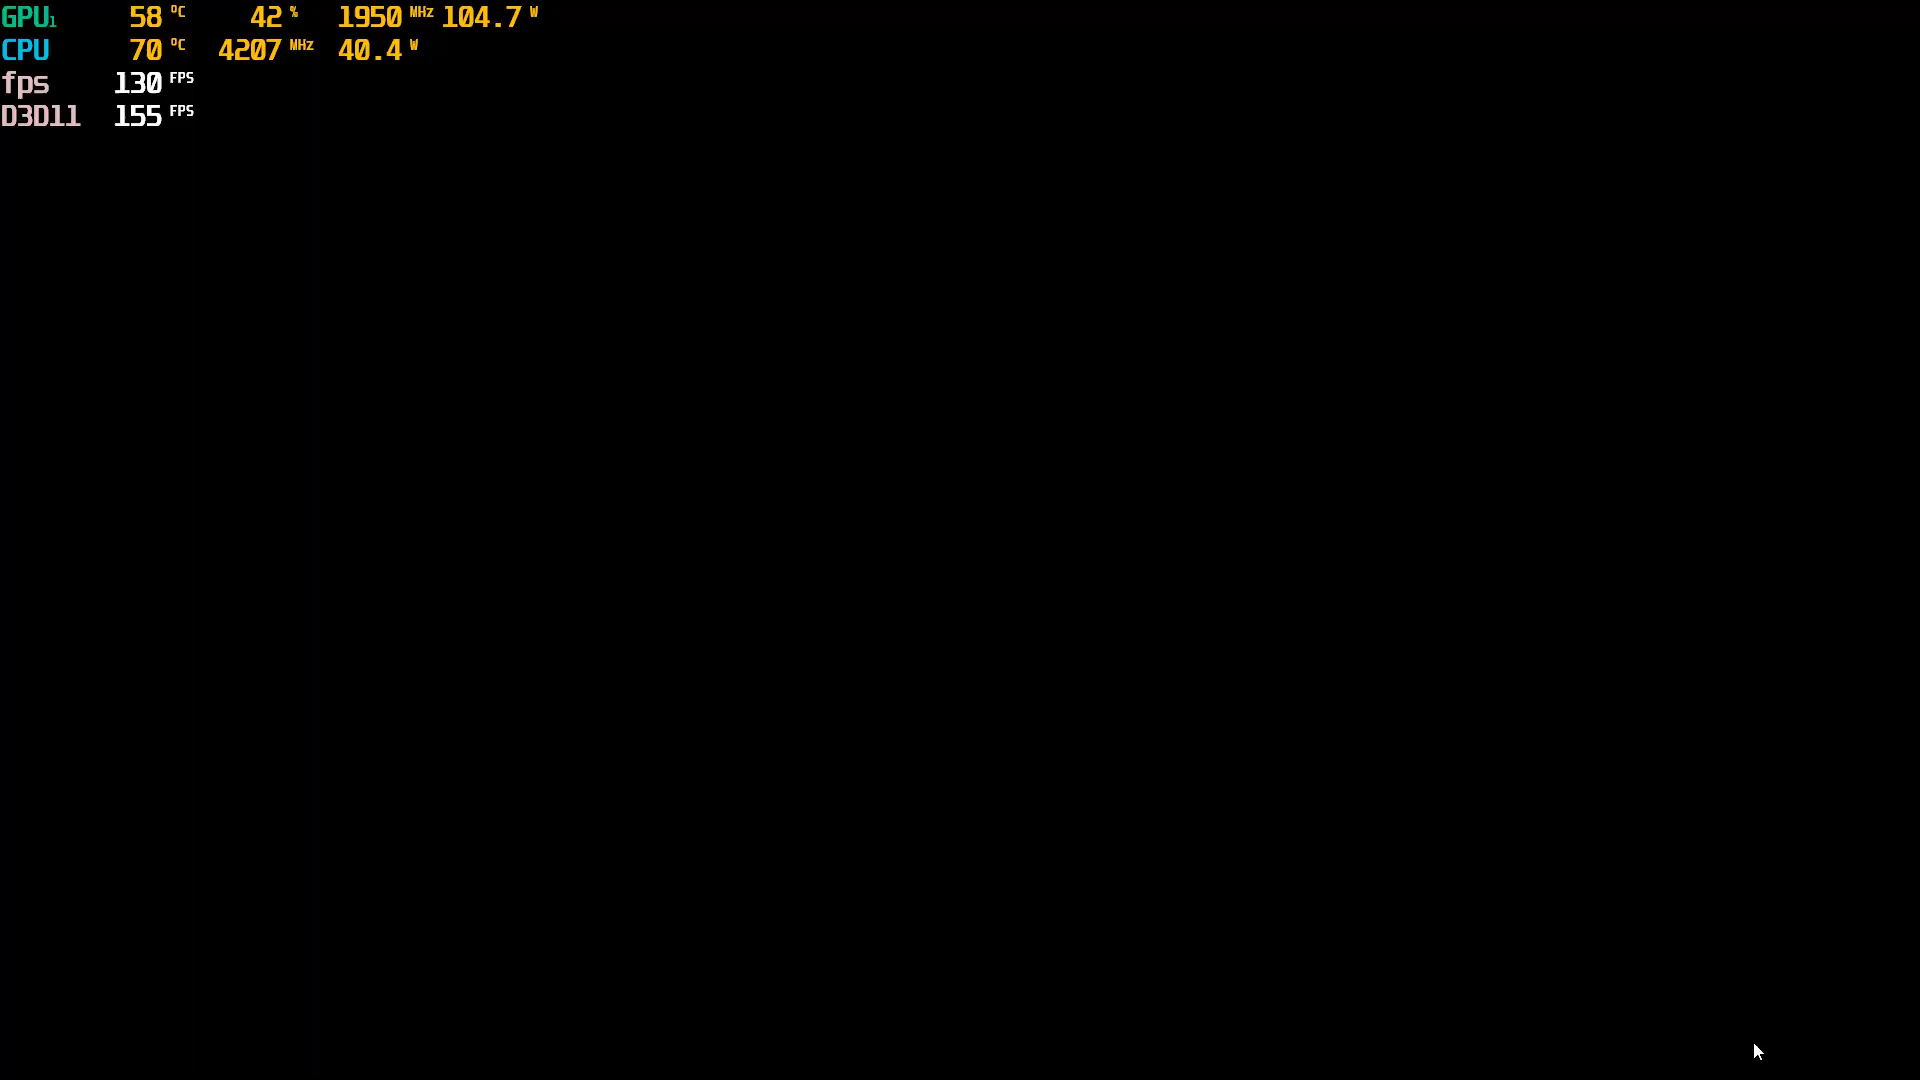 GPU1 58 °C 42 % 1950 MHz 104.7 W
CPU 70 °C 4207 MHz 40.4 W
fps 130 FPS
D3D11 155 FPS